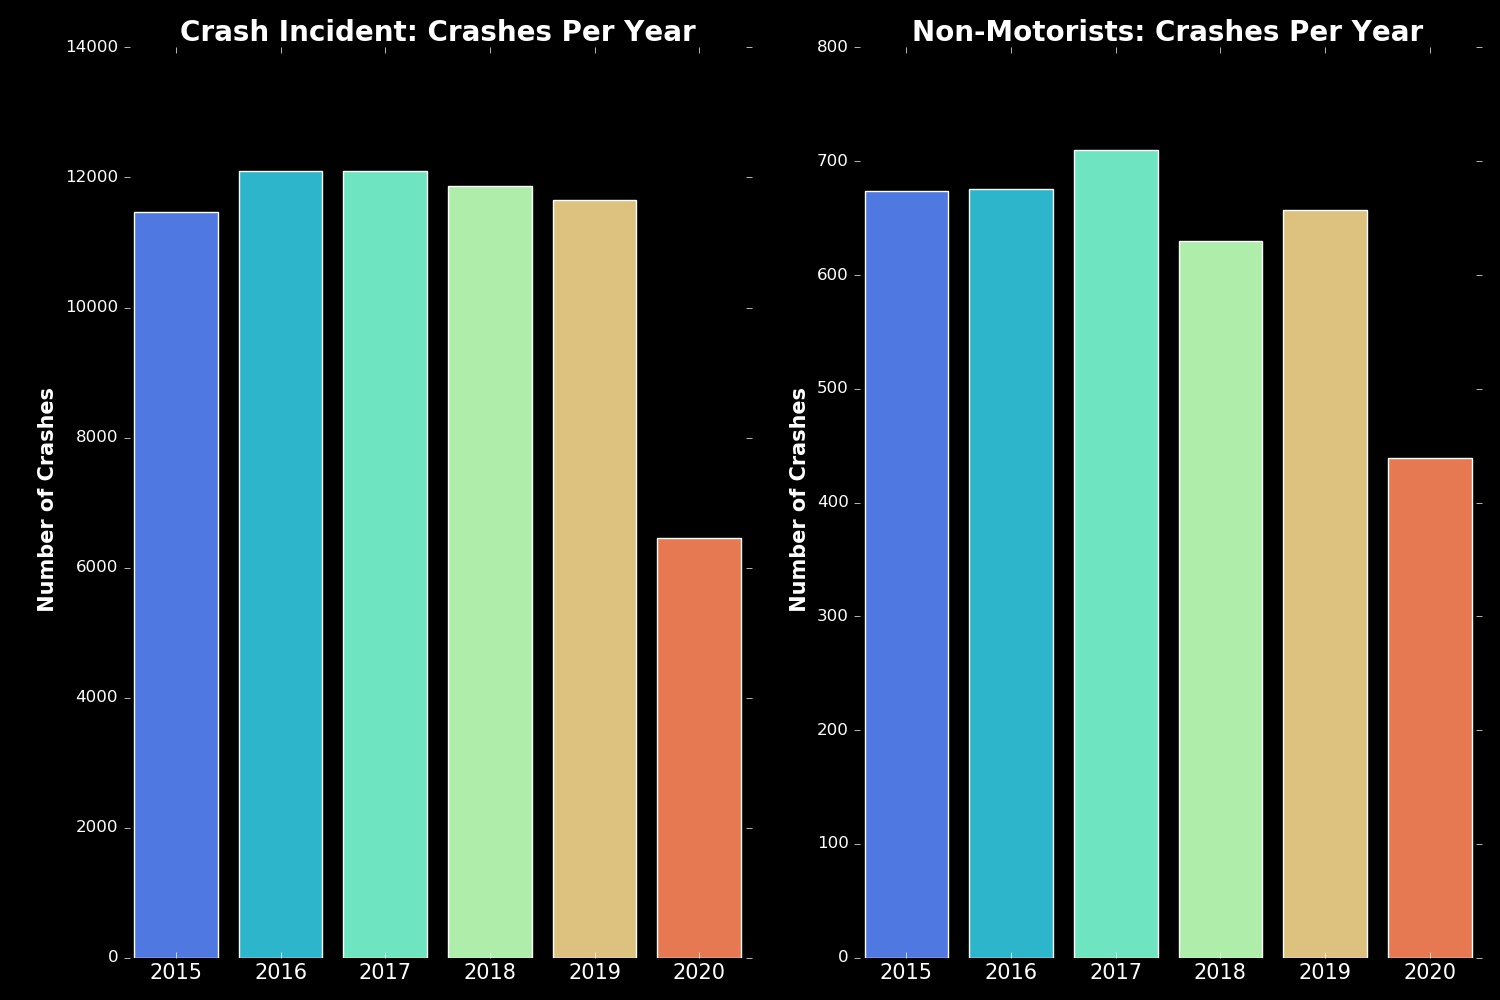 Crash Incident: Crashes Per Year
14000
12000
10000
8000
6000
4000
2000
0
Number of Crashes
2015 2016 2017 2018 2019 2020
Non-Motorists: Crashes Per Year
800
700
600
500
400
300
200
100
0
Number of Crashes
2015 2016 2017 2018 2019 2020